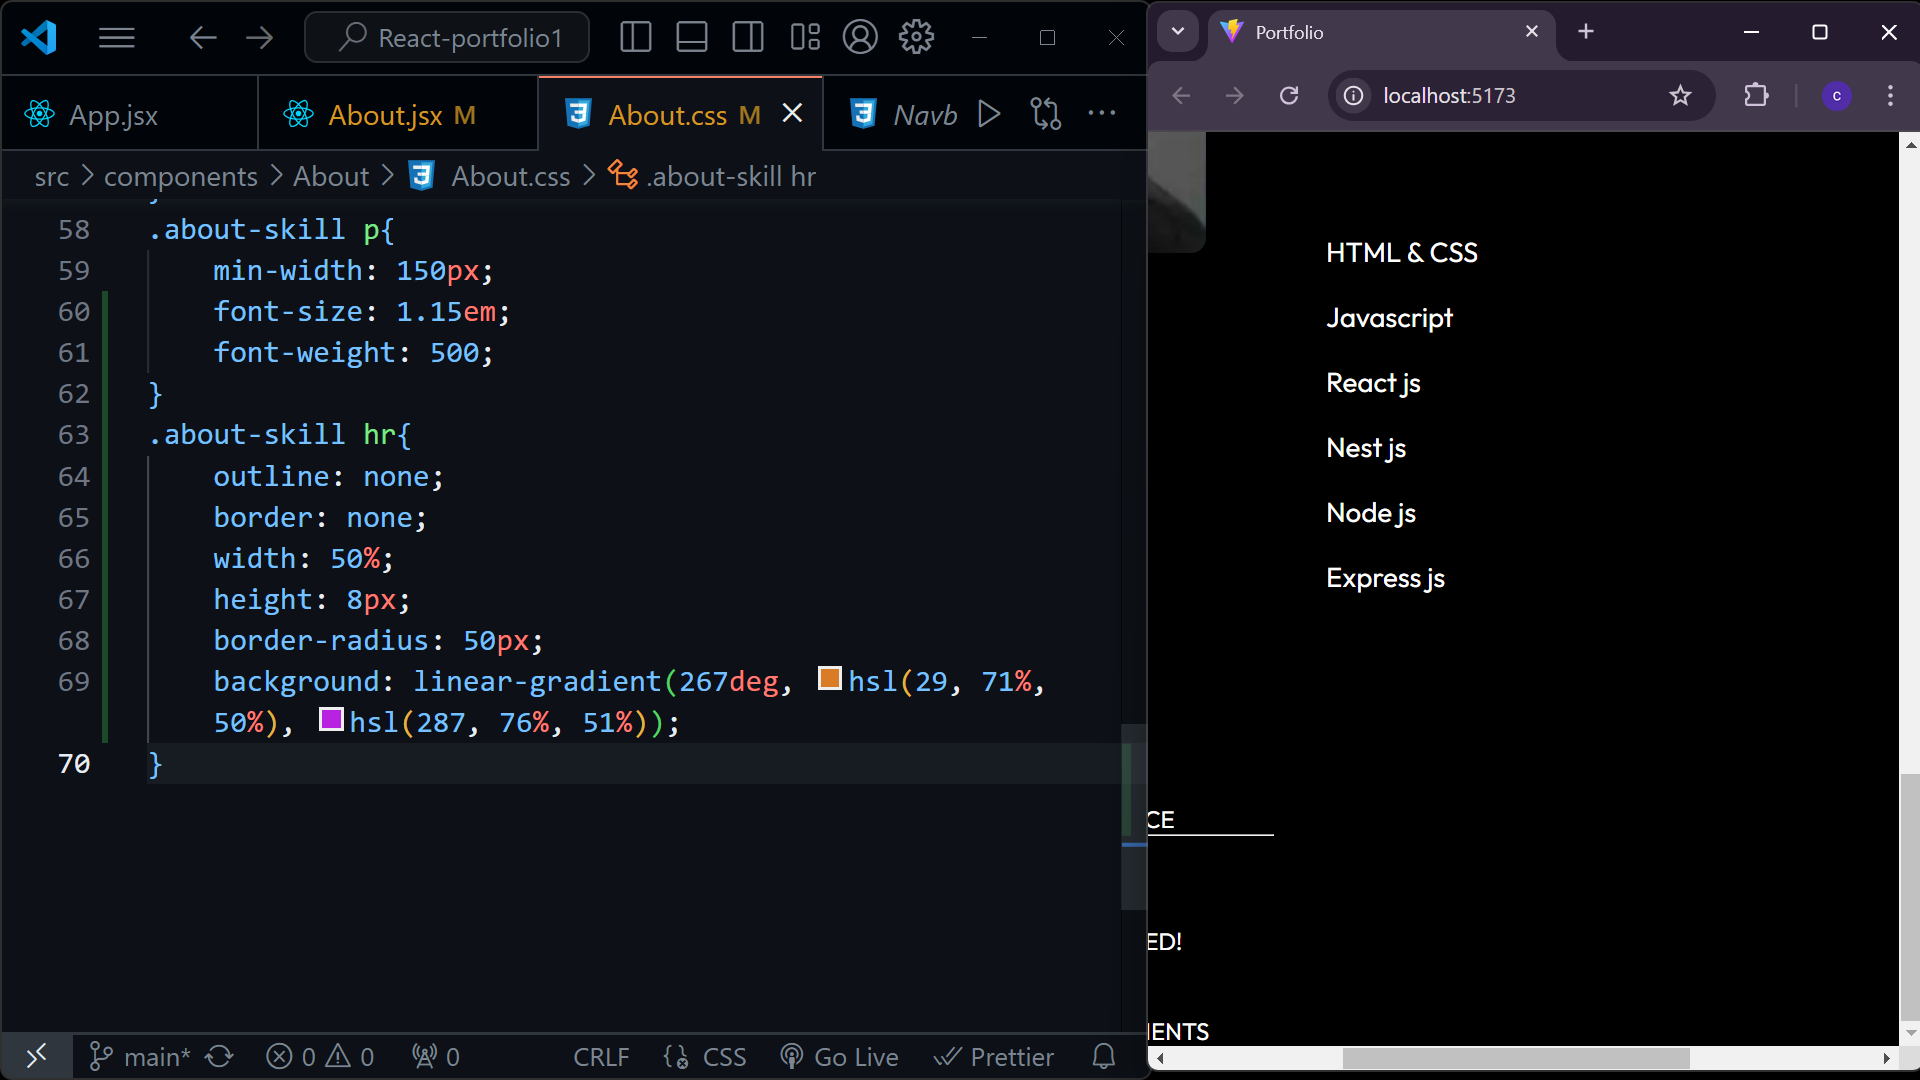 React-portfolio1
App.jsx
About.jsx M
About.css M
Navb
src > components > About > About.css > .about-skill hr
58 .about-skill p{
59 min-width: 150px;
60 font-size: 1.15em;
61 font-weight: 500;
62 }
63 .about-skill hr{
64 outline: none;
65 border: none;
66 width: 50%;
67 height: 8px;
68 border-radius: 50px;
69 background: linear-gradient(267deg, hsl(29, 71%,
50%), hsl(287, 76%, 51%));
70 }
main* 0 0 0 CRLF CSS Go Live Prettier
Portfolio
localhost:5173
c
HTML & CSS
Javascript
React js
Nest js
Node js
Express js
CE
ED!
IENTS